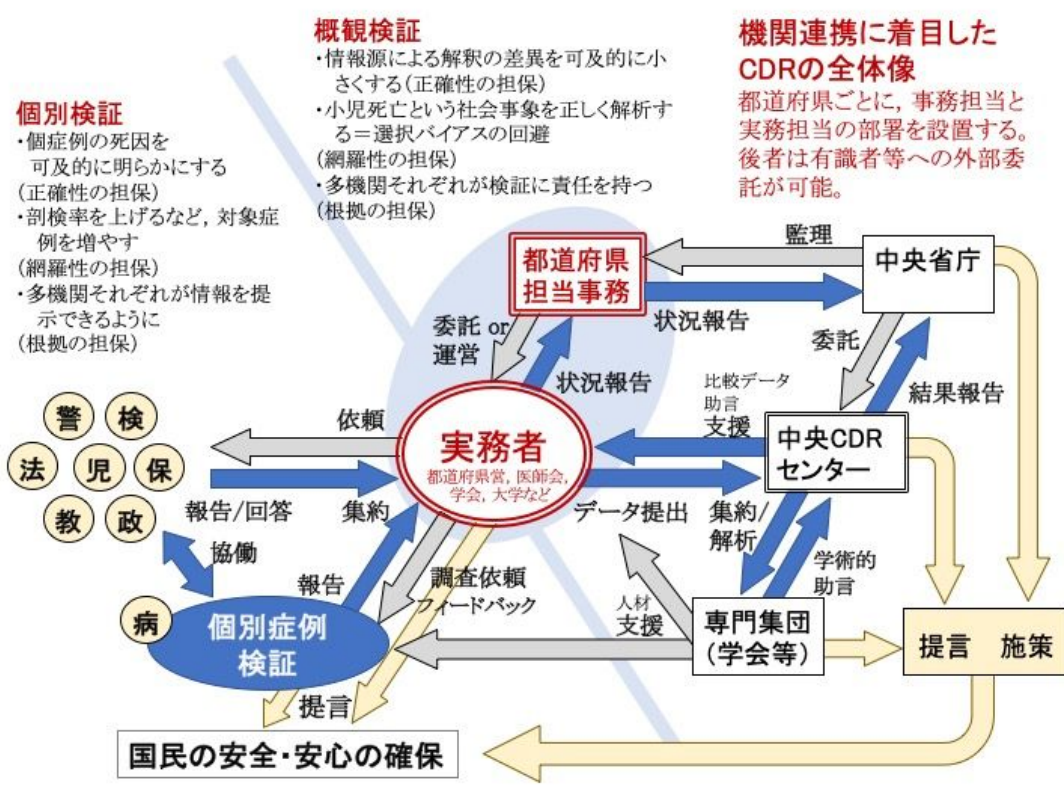 概観検証
・情報源による解釈の差異を可及的に小
さくする(正確性の担保)
・小児死亡という社会事象を正しく解析す
る＝選択バイアスの回避
(網羅性の担保)
・多機関それぞれが検証に責任を持つ
(根拠の担保)
機関連携に着目した
CDRの全体像
都道府県ごとに, 事務担当と
実務担当の部署を設置する。
後者は有識者等への外部委
託が可能。
個別検証
・個症例の死因を
可及的に明らかにする
(正確性の担保)
・剖検率を上げるなど, 対象症
例を増やす
(網羅性の担保)
・多機関それぞれが情報を提
示できるように
(根拠の担保)
都道府県
担当事務
監理
中央省庁
状況報告
委託 or
運営
状況報告
委託
結果報告
比較データ
助言
支援
中央CDR
センター
警
検
法
児
保
教
政
依頼
実務者
都道府県営, 医師会,
学会, 大学など
報告/回答
集約
データ提出
集約/
解析
協働
報告
調査依頼
フィードバック
学術的
助言
人材
支援
病
個別症例
検証
専門集団
(学会等)
提言 施策
提言
国民の安全・安心の確保